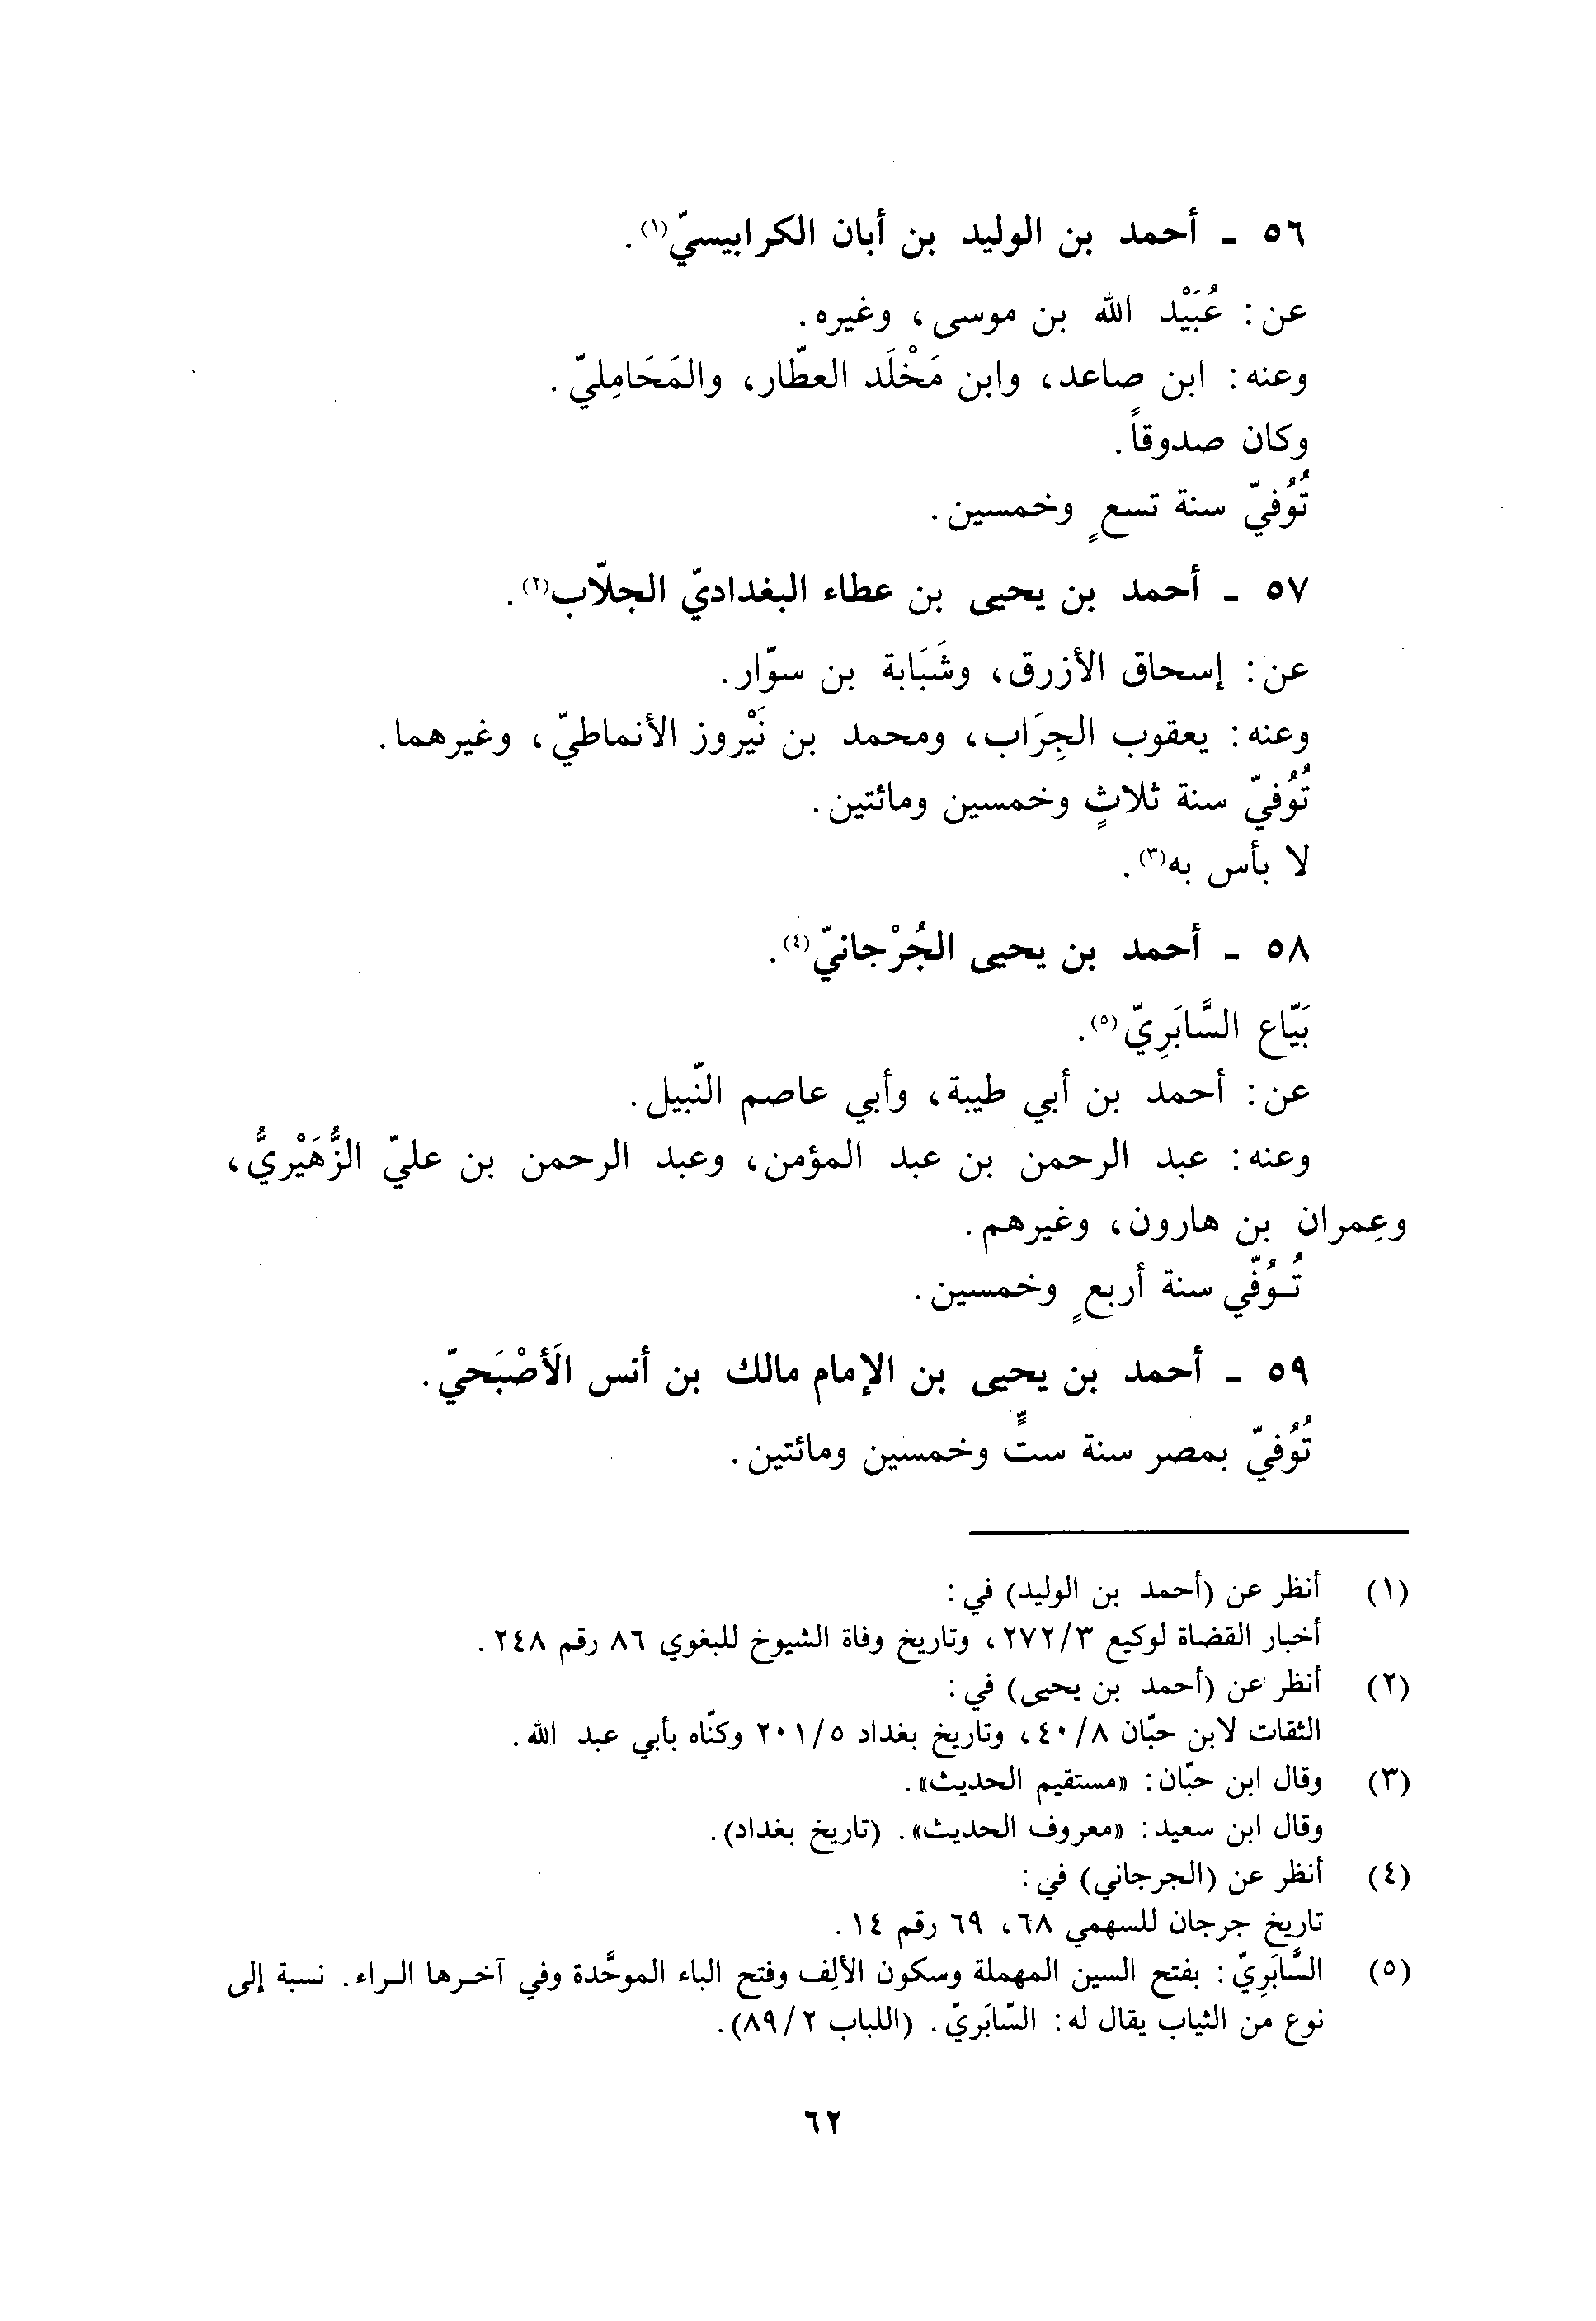 ٥٦ - أحمد بن الوليد بن أبان الكرابيسيّ(١).
عن: عُبَيْد الله بن موسى، وغيره.
وعنه: ابن صاعد، وابن مَخْلَد العطّار، والمَحَامِليّ.
وكان صدوقاً.
تُوُفيّ سنة تسعٍ وخمسين.
٥٧ - أحمد بن يحيى بن عطاء البغداديّ الجلّاب(٢).
عن: إسحاق الأزرق، وشَبَابة بن سوّار.
وعنه: يعقوب الجِرَاب، ومحمد بن نَيْروز الأنماطيّ، وغيرهما.
تُوُفيّ سنة ثلاثٍ وخمسين ومائتين.
لا بأس به(٣).
٥٨ - أحمد بن يحيى الجُرْجانيّ(٤).
بَيّاع السَّابَرِيّ(٥).
عن: أحمد بن أبي طيبة، وأبي عاصم النّبيل.
وعنه: عبد الرحمن بن عبد المؤمن، وعبد الرحمن بن عليّ الزُّهَيْريُّ،
وعِمران بن هارون، وغيرهم.
تُوُفّي سنة أربعٍ وخمسين.
٥٩ - أحمد بن يحيى بن الإمام مالك بن أنس الَأصْبَحيّ.
تُوُفيّ بمصر سنة ستٍّ وخمسين ومائتين.
(١) أنظر عن (أحمد بن الوليد) في:
أخبار القضاة لوكيع ٢٧٢/٣، وتاريخ وفاة الشيوخ للبغوي ٨٦ رقم ٢٤٨.
(٢) أنظر عن (أحمد بن يحيى) في:
الثقات لابن حبّان ٤٠/٨، وتاريخ بغداد ٢٠١/٥ وكنّاه بأبي عبد الله.
(٣) وقال ابن حبّان: «مستقيم الحديث».
وقال ابن سعيد: «معروف الحديث». (تاريخ بغداد).
(٤) أنظر عن (الجرجاني) في:
تاريخ جرجان للسهمي ٦٨، ٦٩ رقم ١٤.
(٥) السَّابَرِيّ: بفتح السين المهملة وسكون الألِف وفتح الباء الموحَّدة وفي آخرها الراء. نسبة إلى
نوع من الثياب يقال له: السّابَريّ. (اللباب ٨٩/٢).
٦٢